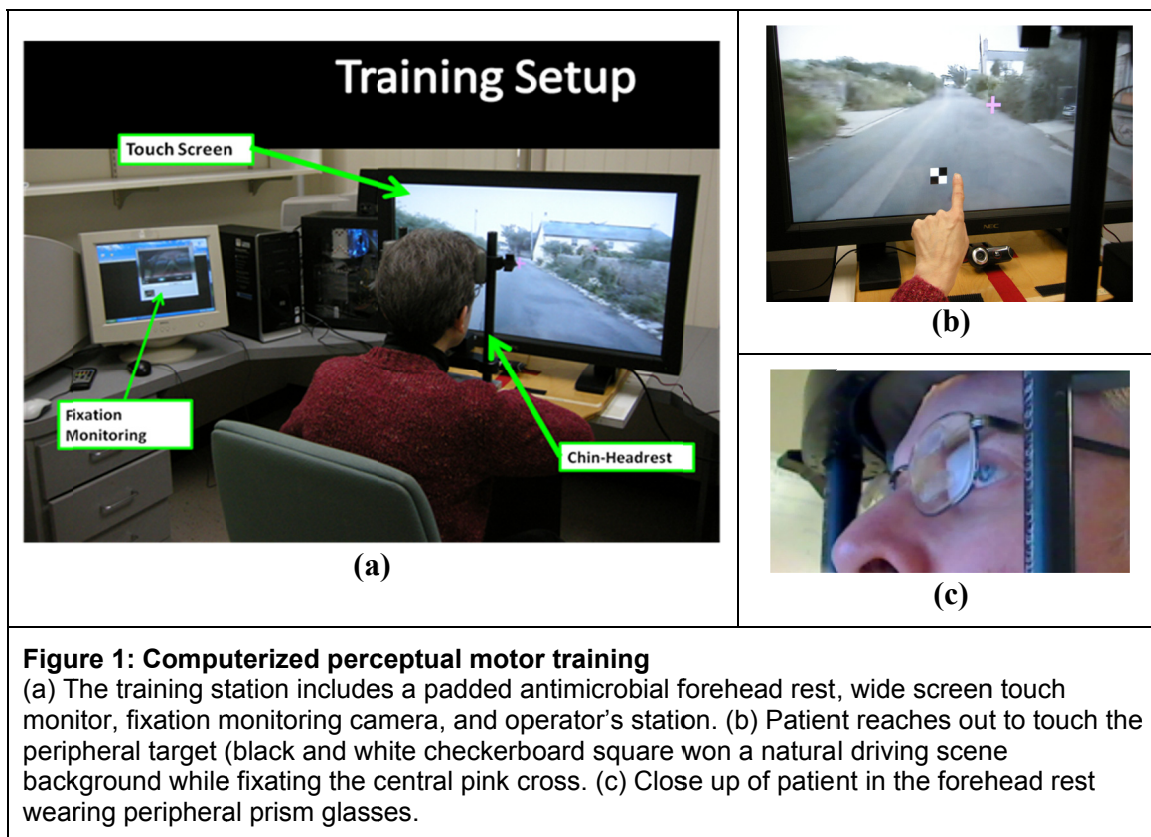 Training Setup
Touch Screen
Fixation
Monitoring
Chin-Headrest
(a)
NEC
(b)
(c)
Figure 1: Computerized perceptual motor training
(a) The training station includes a padded antimicrobial forehead rest, wide screen touch
monitor, fixation monitoring camera, and operator’s station. (b) Patient reaches out to touch the
peripheral target (black and white checkerboard square won a natural driving scene
background while fixating the central pink cross. (c) Close up of patient in the forehead rest
wearing peripheral prism glasses.